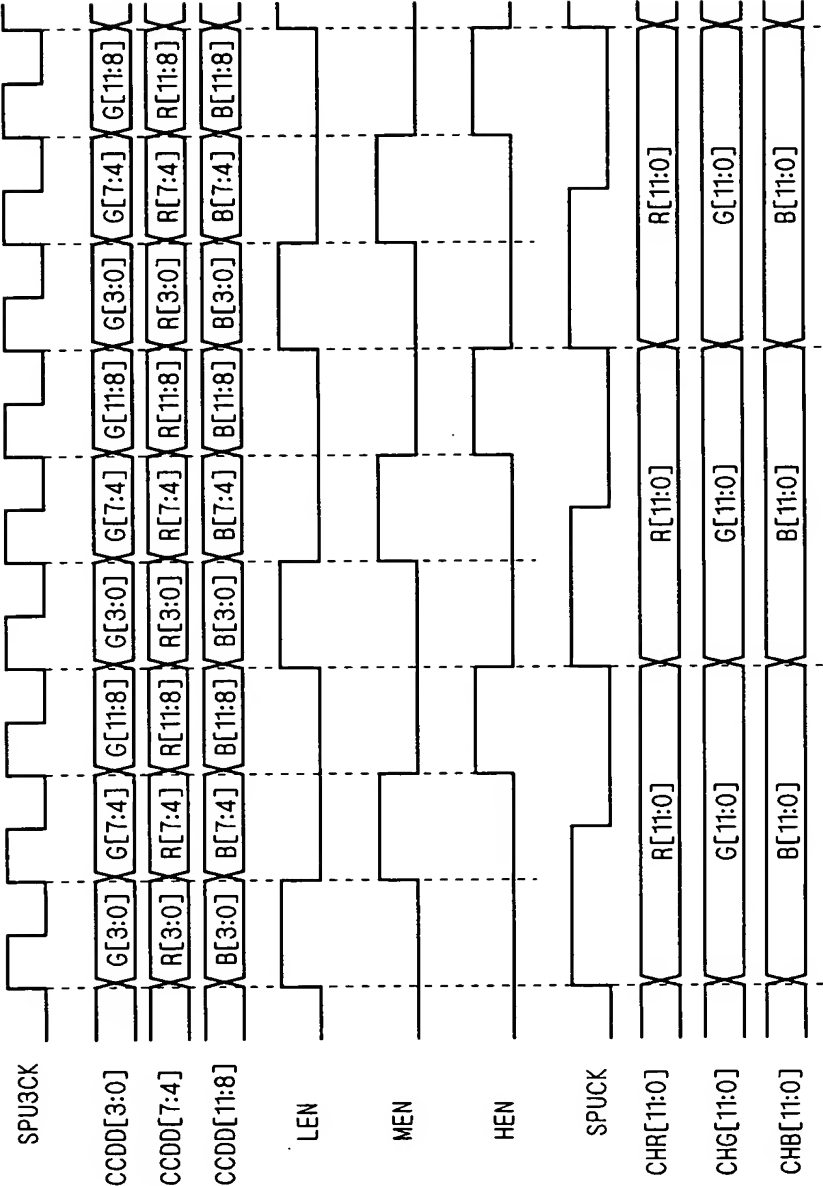 SPU3CK
CCDD[3:0] G[3:0] G[7:4] G[11:8] G[3:0] G[7:4] G[11:8] G[3:0] G[7:4] G[11:8]
CCDD[7:4] R[3:0] R[7:4] R[11:8] R[3:0] R[7:4] R[11:8] R[3:0] R[7:4] R[11:8]
CCDD[11:8] B[3:0] B[7:4] B[11:8] B[3:0] B[7:4] B[11:8] B[3:0] B[7:4] B[11:8]
LEN
MEN
HEN
SPUCK
CHR[11:0] R[11:0] R[11:0] R[11:0]
CHG[11:0] G[11:0] G[11:0] G[11:0]
CHB[11:0] B[11:0] B[11:0] B[11:0]